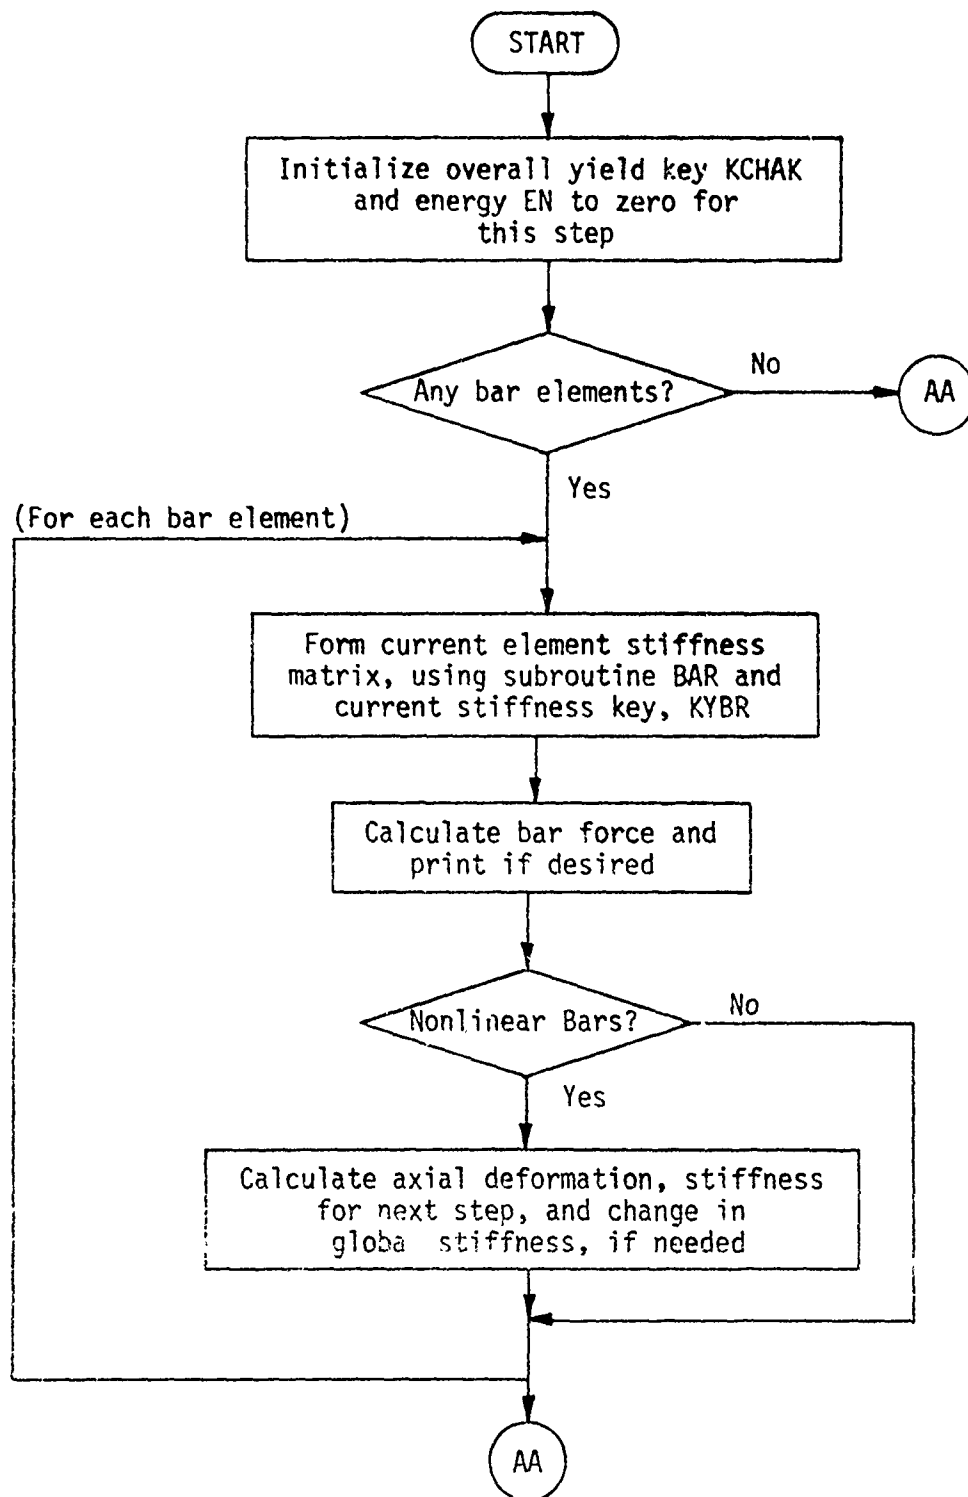 START
Initialize overall yield key KCHAK
and energy EN to zero for
this step
Any bar elements?
No
AA
Yes
(For each bar element)
Form current element stiffness
matrix, using subroutine BAR and
current stiffness key, KYBR
Calculate bar force and
print if desired
Nonlinear Bars?
No
Yes
Calculate axial deformation, stiffness
for next step, and change in
globa stiffness, if needed
AA